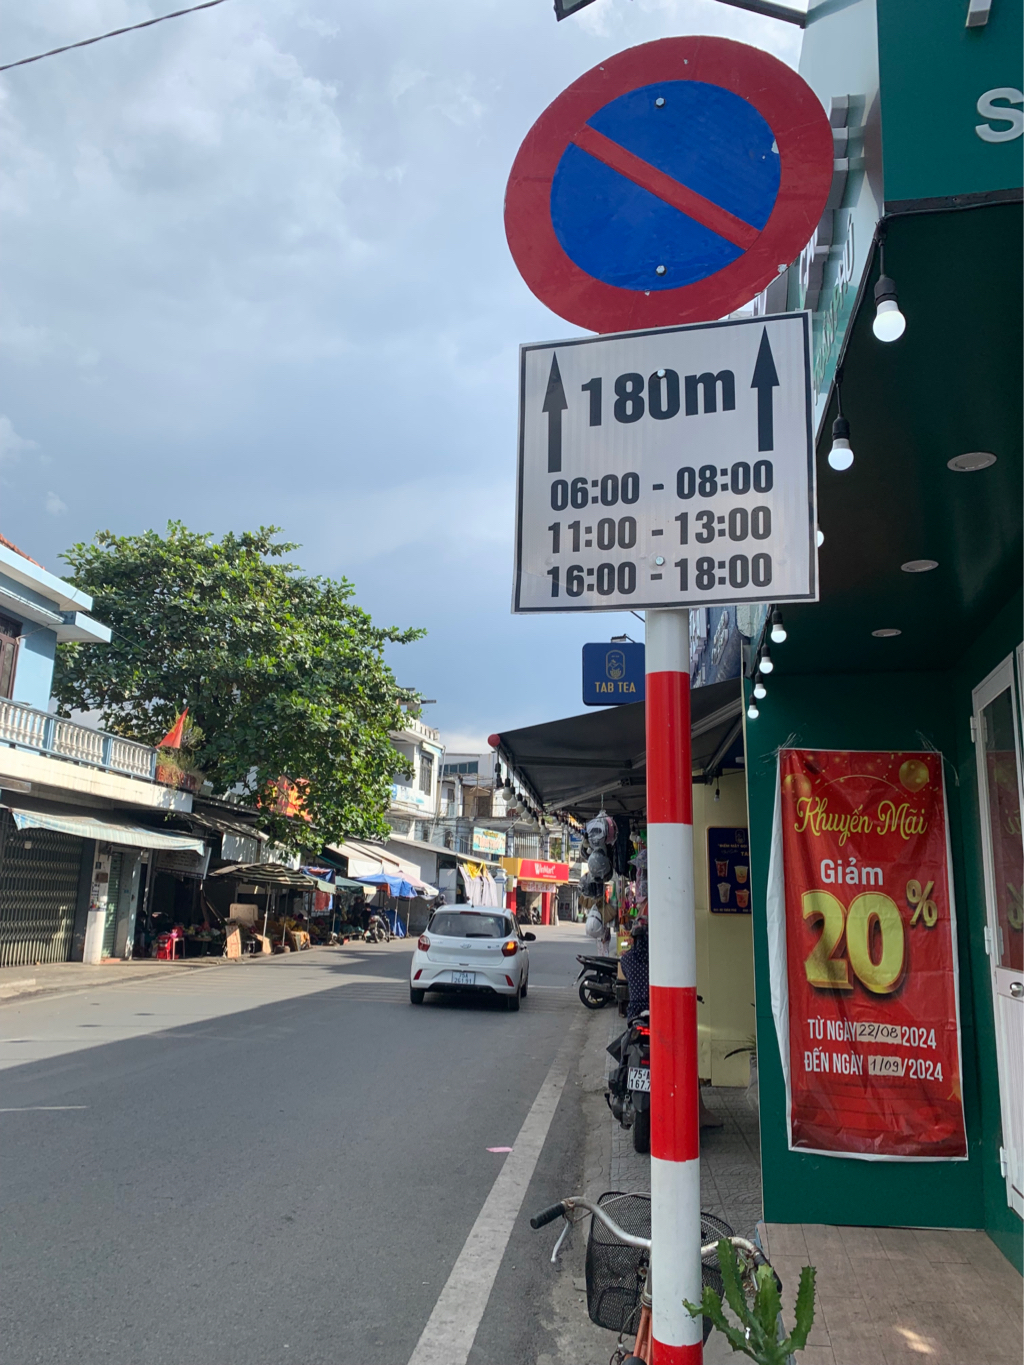 S
180m
06:00 - 08:00
11:00 - 13:00
16:00 - 18:00
TAB TEA
WinMart
Khuyến Mãi
Giảm
20%
TỪ NGÀY 22/08 2024
ĐẾN NGÀY 1/09 /2024